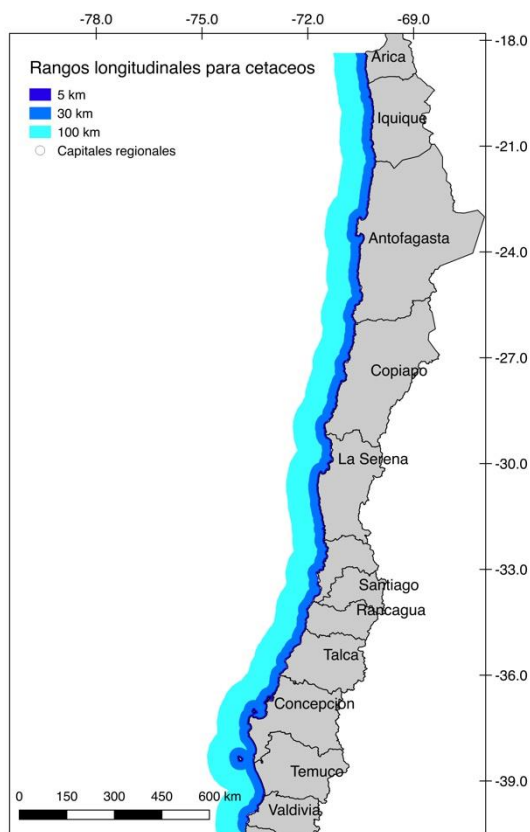 -78.0 -75.0 -72.0 -69.0
-18.0
Rangos longitudinales para cetaceos
5 km
30 km
100 km
Capitales regionales
Arica
Iquique
-21.0
Antofagasta
-24.0
-27.0
Copiapo
La Serena
-30.0
-33.0
Santiago
Rancagua
Talca
-36.0
Concepcion
Temuco
-39.0
0 150 300 450 600 km
Valdivia